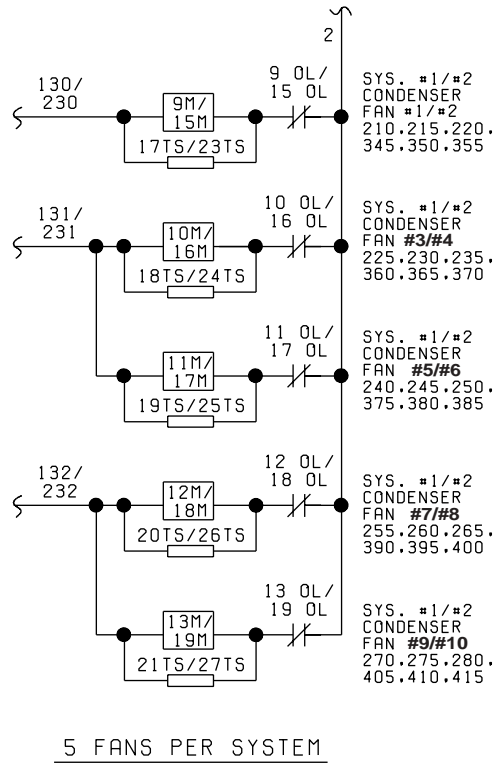 2
130/
230
9M/
15M
17TS/23TS
9 OL/
15 OL
SYS. #1/#2
CONDENSER
FAN #1/#2
210.215.220.
345.350.355
131/
231
10M/
16M
18TS/24TS
10 OL/
16 OL
SYS. #1/#2
CONDENSER
FAN #3/#4
225.230.235.
360.365.370
11M/
17M
19TS/25TS
11 OL/
17 OL
SYS. #1/#2
CONDENSER
FAN #5/#6
240.245.250.
375.380.385
132/
232
12M/
18M
20TS/26TS
12 OL/
18 OL
SYS. #1/#2
CONDENSER
FAN #7/#8
255.260.265.
390.395.400
13M/
19M
21TS/27TS
13 OL/
19 OL
SYS. #1/#2
CONDENSER
FAN #9/#10
270.275.280.
405.410.415
5 FANS PER SYSTEM